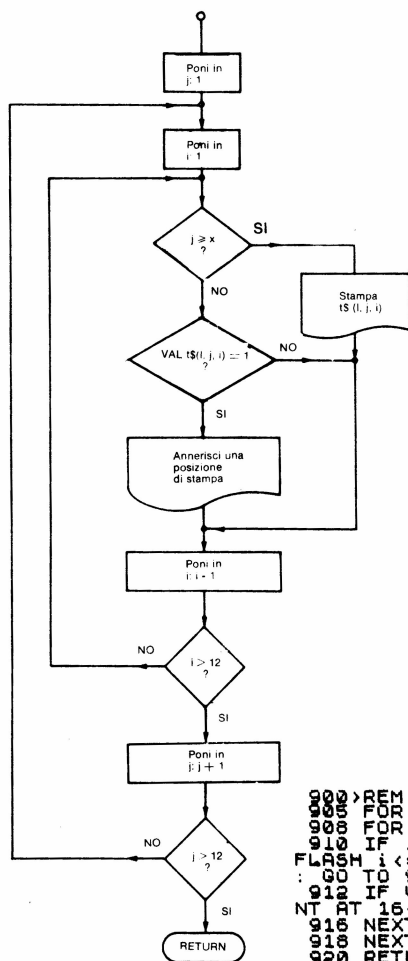 Poni in
j: 1
Poni in
i: 1
j ⩾ x
?
SI
NO
Stampa
t$ (l, j, i)
VAL t$(l, j, i) = 1
?
NO
SI
Annerisci una
posizione
di stampa
Poni in
i: i - 1
NO
i > 12
?
SI
Poni in
j: j + 1
NO
j > 12
?
SI
RETURN
900>REM
905 FOR
908 FOR
910 IF
FLASH i<
: GO TO
912 IF
NT AT 16
916 NEXT
918 NEXT
920 RETU